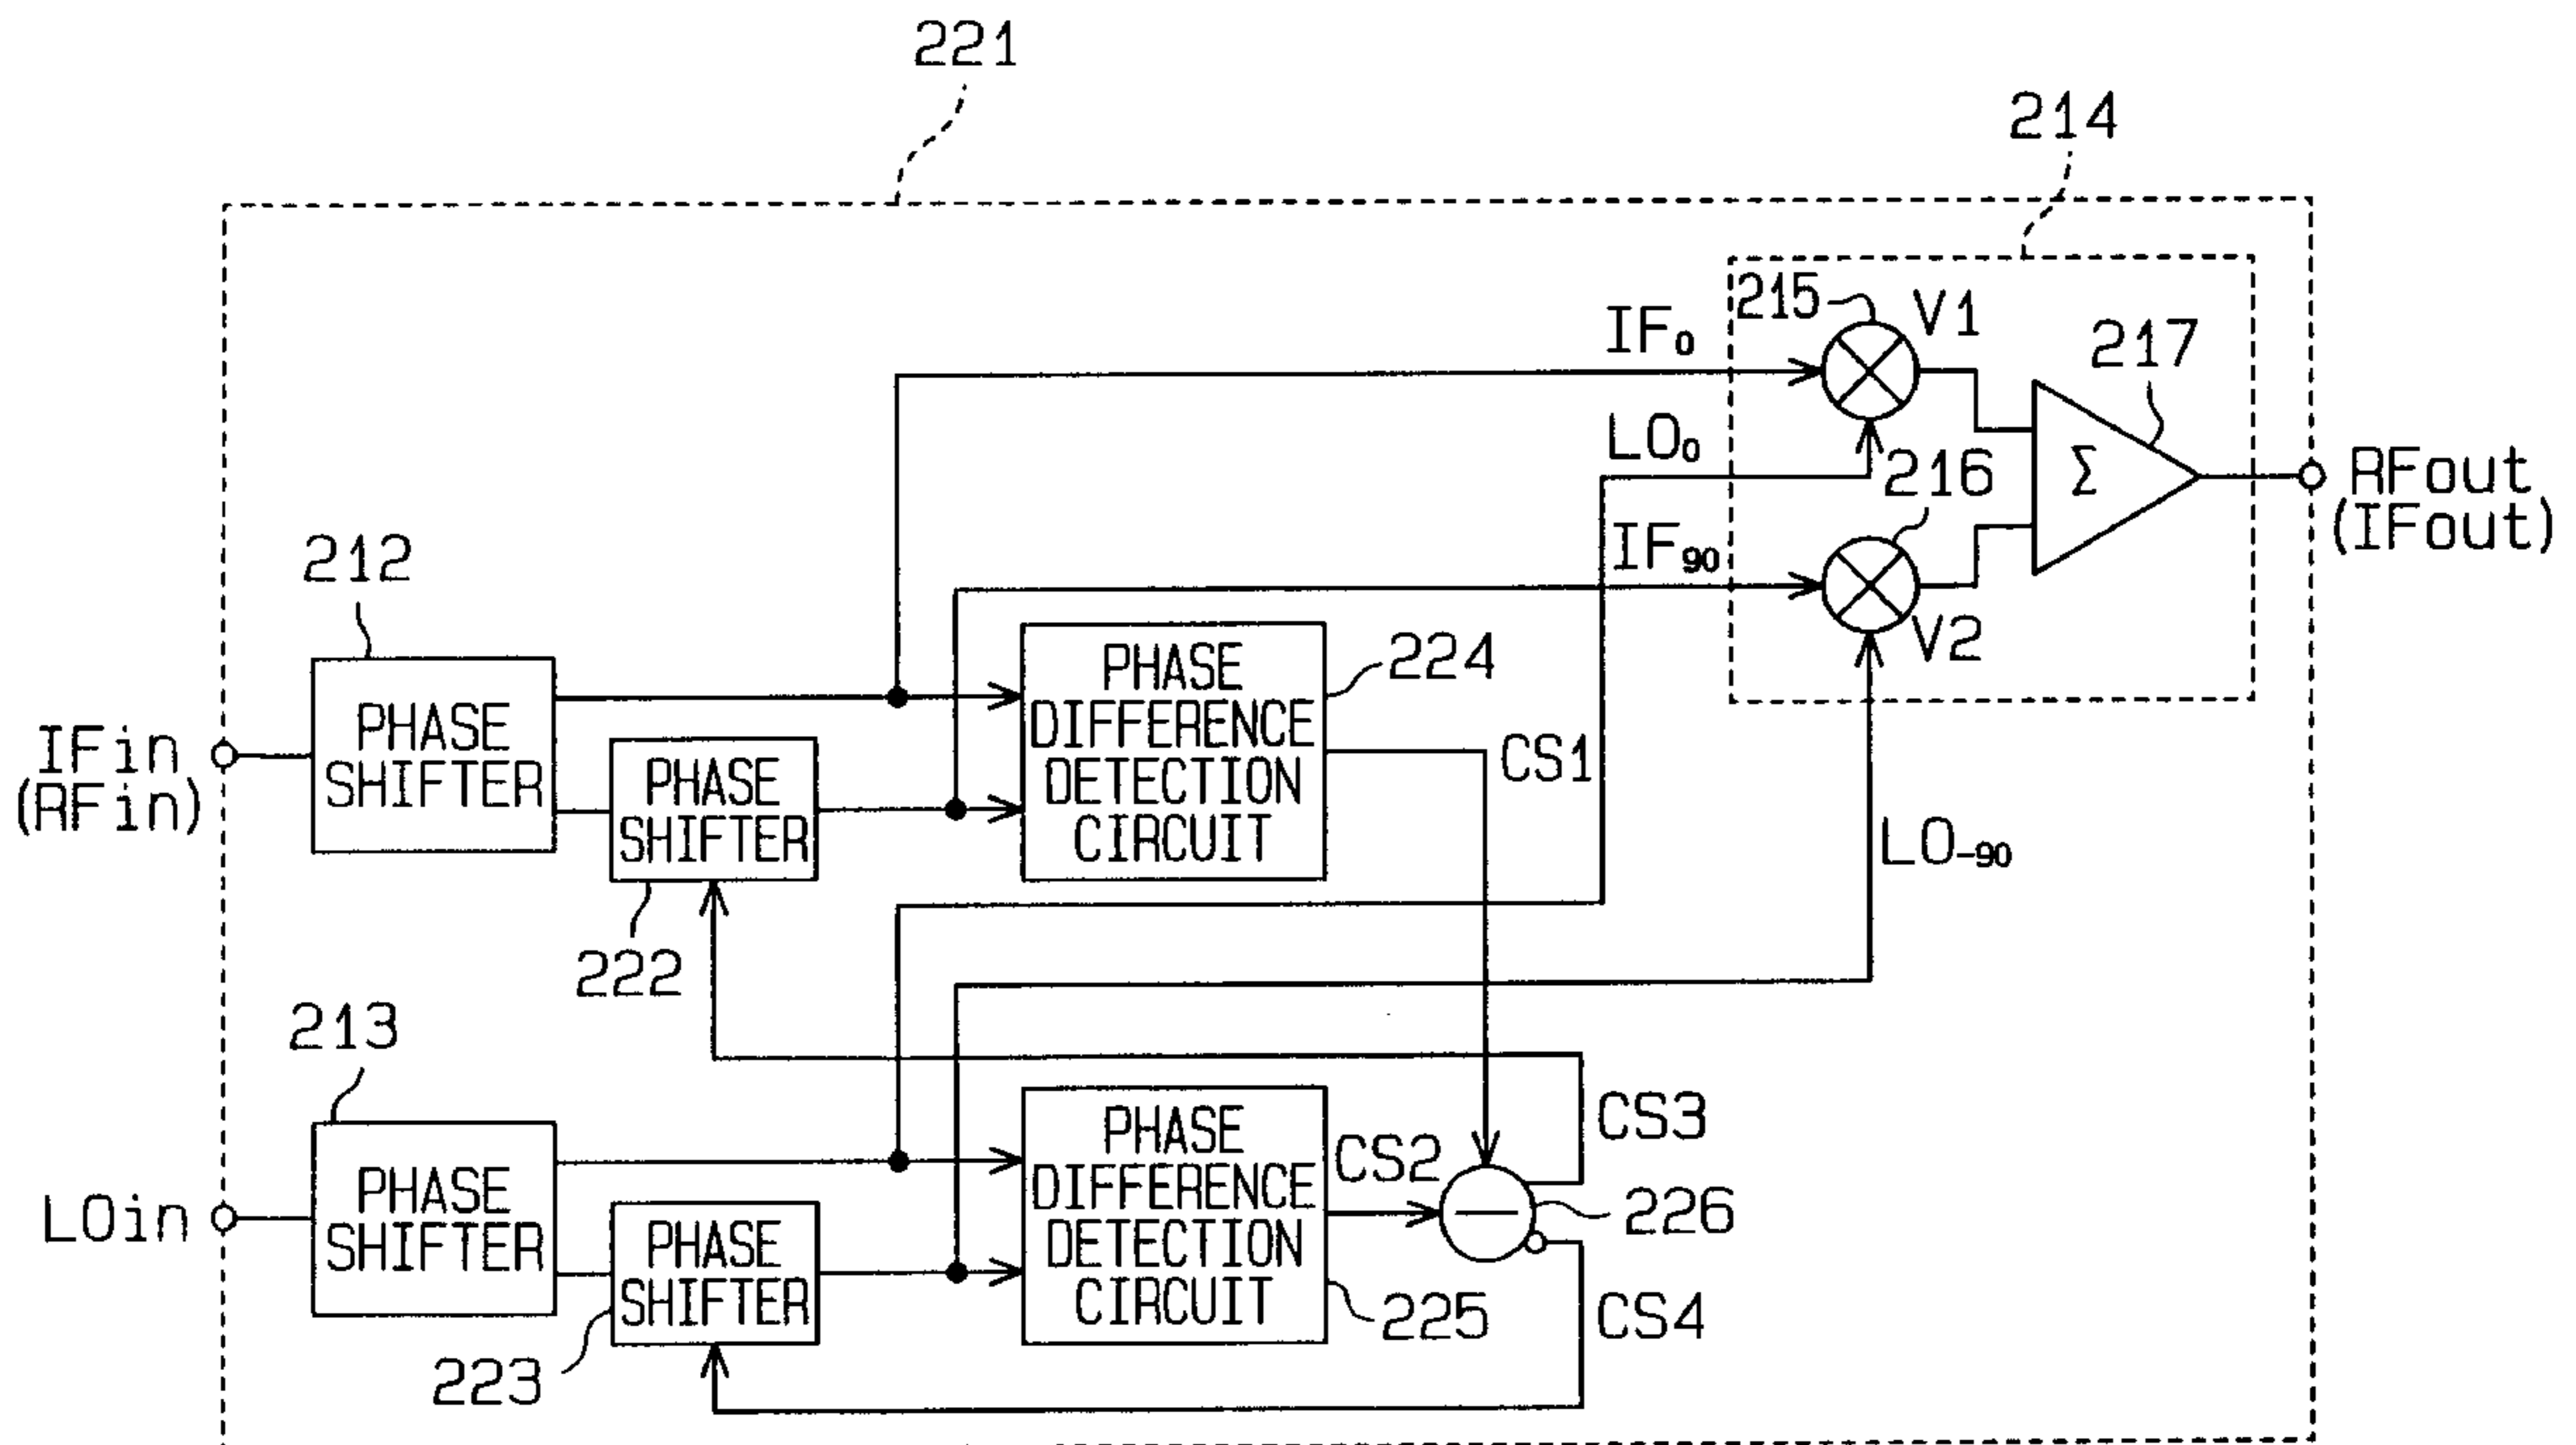 221
214
215
V1
217
IF0
LO0
216
RFout
(IFout)
IF90
V2
212
224
PHASE
SHIFTER
PHASE
DIFFERENCE
DETECTION
CIRCUIT
IFin
(RFin)
PHASE
SHIFTER
CS1
LO-90
222
213
CS3
PHASE
SHIFTER
PHASE
DIFFERENCE
DETECTION
CIRCUIT
CS2
226
LOin
PHASE
SHIFTER
Σ
223
225
CS4